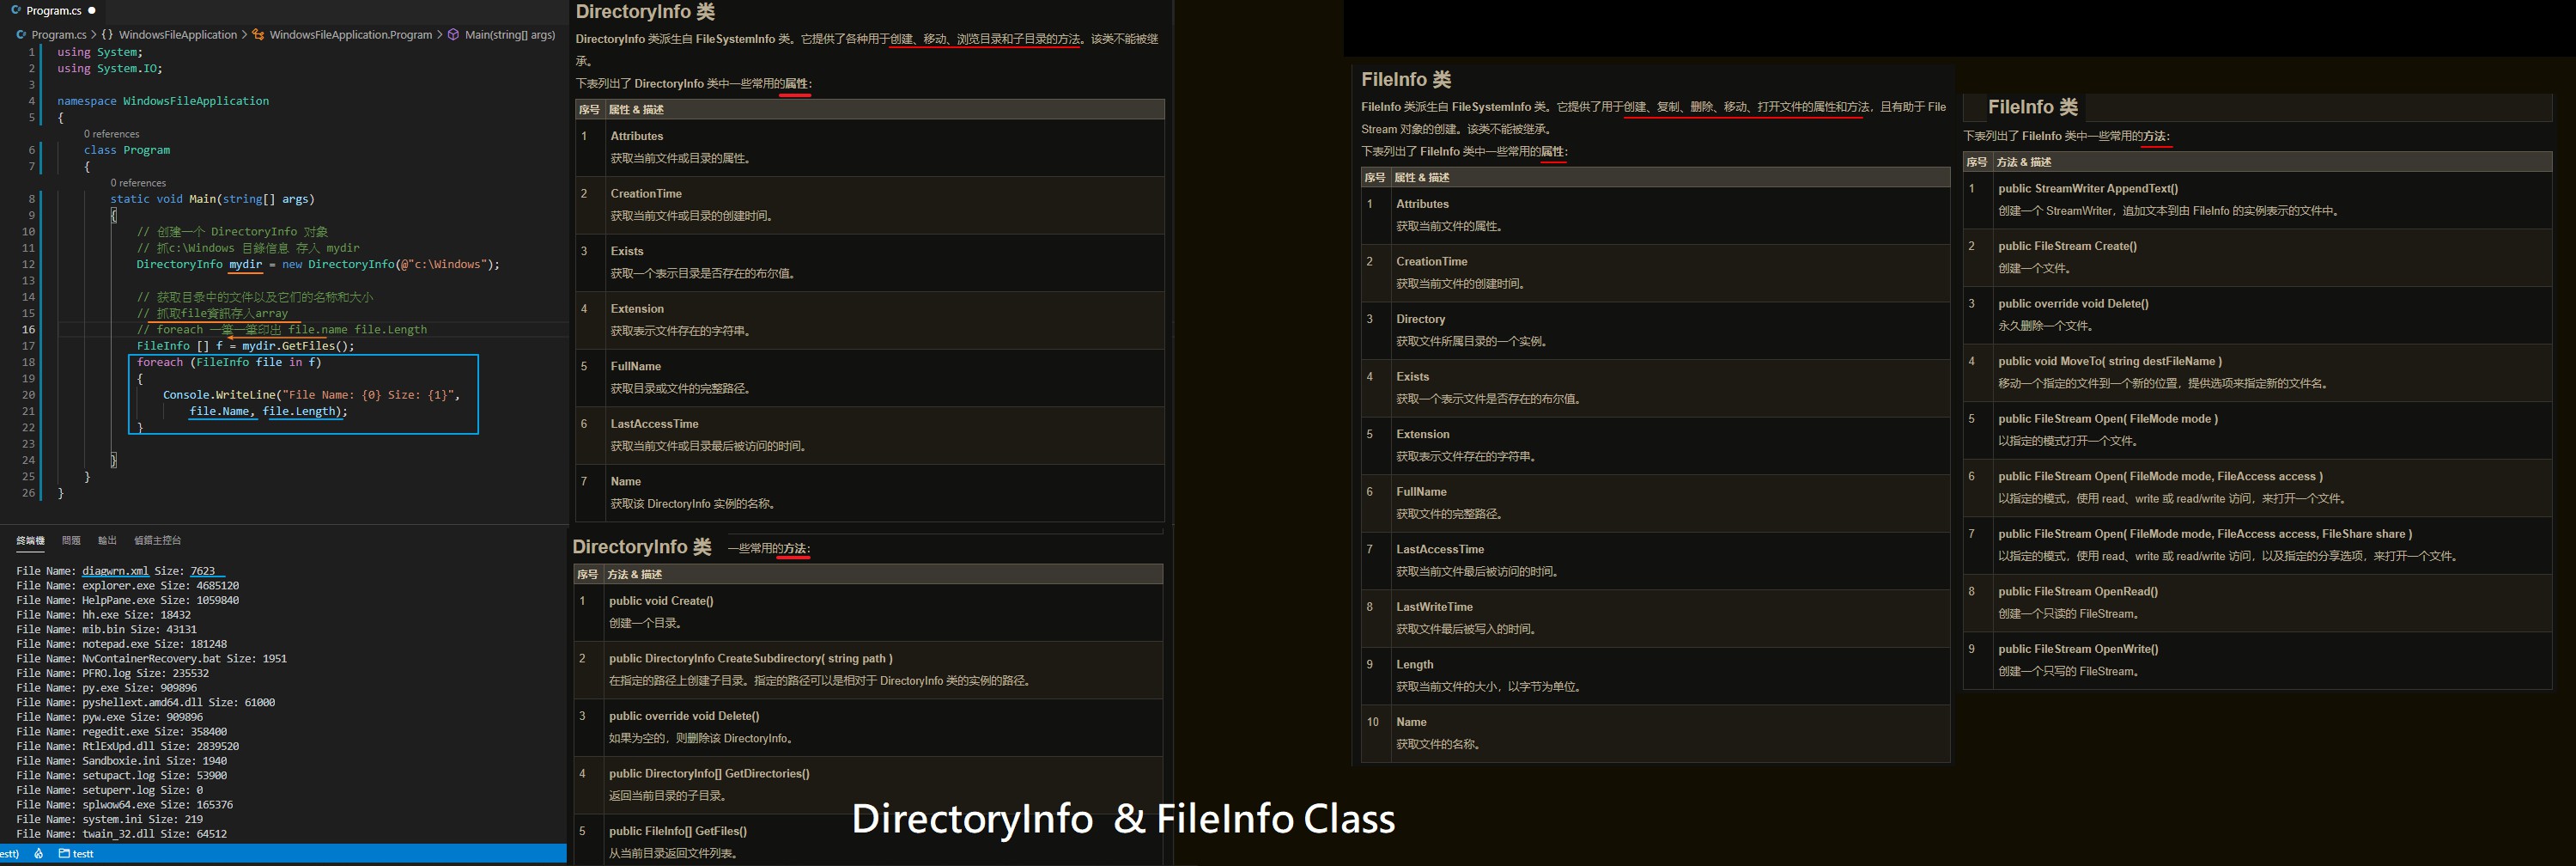 Program.cs ●
Program.cs > {} WindowsFileApplication > WindowsFileApplication.Program > Main(string[] args)
1 using System;
2 using System.IO;
3
4 namespace WindowsFileApplication
5 {
0 references
6 class Program
7 {
0 references
8 static void Main(string[] args)
9 {
10 // 创建一个 DirectoryInfo 对象
11 // 抓c:\Windows 目錄信息 存入 mydir
12 DirectoryInfo mydir = new DirectoryInfo(@"c:\Windows");
13
14 // 获取目录中的文件以及它们的名称和大小
15 // 抓取file資訊存入array
16 // foreach 一筆一筆印出 file.name file.Length
17 FileInfo [] f = mydir.GetFiles();
18 foreach (FileInfo file in f)
19 {
20 Console.WriteLine("File Name: {0} Size: {1}",
21 file.Name, file.Length);
22 }
23
24 }
25 }
26 }
終端機 問題 輸出 偵錯主控台
File Name: diagwrn.xml Size: 7623
File Name: explorer.exe Size: 4685120
File Name: HelpPane.exe Size: 1059840
File Name: hh.exe Size: 18432
File Name: mib.bin Size: 43131
File Name: notepad.exe Size: 181248
File Name: NvContainerRecovery.bat Size: 1951
File Name: PFRO.log Size: 235532
File Name: py.exe Size: 909896
File Name: pyshellext.amd64.dll Size: 61000
File Name: pyw.exe Size: 909896
File Name: regedit.exe Size: 358400
File Name: RtlExUpd.dll Size: 2839520
File Name: Sandboxie.ini Size: 1940
File Name: setupact.log Size: 53900
File Name: setuperr.log Size: 0
File Name: splwow64.exe Size: 165376
File Name: system.ini Size: 219
File Name: twain_32.dll Size: 64512
estt) testt
DirectoryInfo 类
DirectoryInfo 类派生自 FileSystemInfo 类。它提供了各种用于创建、移动、浏览目录和子目录的方法。该类不能被继
承。
下表列出了 DirectoryInfo 类中一些常用的属性:
序号 属性 & 描述
1 Attributes
获取当前文件或目录的属性。
2 CreationTime
获取当前文件或目录的创建时间。
3 Exists
获取一个表示目录是否存在的布尔值。
4 Extension
获取表示文件存在的字符串。
5 FullName
获取目录或文件的完整路径。
6 LastAccessTime
获取当前文件或目录最后被访问的时间。
7 Name
获取该 DirectoryInfo 实例的名称。
DirectoryInfo 类 一些常用的方法:
序号 方法 & 描述
1 public void Create()
创建一个目录。
2 public DirectoryInfo CreateSubdirectory( string path )
在指定的路径上创建子目录。指定的路径可以是相对于 DirectoryInfo 类的实例的路径。
3 public override void Delete()
如果为空的，则删除该 DirectoryInfo。
4 public DirectoryInfo[] GetDirectories()
返回当前目录的子目录。
5 public FileInfo[] GetFiles()
从当前目录返回文件列表。
DirectoryInfo & FileInfo Class
FileInfo 类
FileInfo 类派生自 FileSystemInfo 类。它提供了用于创建、复制、删除、移动、打开文件的属性和方法，且有助于 File
Stream 对象的创建。该类不能被继承。
下表列出了 FileInfo 类中一些常用的属性:
序号 属性 & 描述
1 Attributes
获取当前文件的属性。
2 CreationTime
获取当前文件的创建时间。
3 Directory
获取文件所属目录的一个实例。
4 Exists
获取一个表示文件是否存在的布尔值。
5 Extension
获取表示文件存在的字符串。
6 FullName
获取文件的完整路径。
7 LastAccessTime
获取当前文件最后被访问的时间。
8 LastWriteTime
获取文件最后被写入的时间。
9 Length
获取当前文件的大小，以字节为单位。
10 Name
获取文件的名称。
FileInfo 类
下表列出了 FileInfo 类中一些常用的方法:
序号 方法 & 描述
1 public StreamWriter AppendText()
创建一个 StreamWriter，追加文本到由 FileInfo 的实例表示的文件中。
2 public FileStream Create()
创建一个文件。
3 public override void Delete()
永久删除一个文件。
4 public void MoveTo( string destFileName )
移动一个指定的文件到一个新的位置，提供选项来指定新的文件名。
5 public FileStream Open( FileMode mode )
以指定的模式打开一个文件。
6 public FileStream Open( FileMode mode, FileAccess access )
以指定的模式，使用 read、write 或 read/write 访问，来打开一个文件。
7 public FileStream Open( FileMode mode, FileAccess access, FileShare share )
以指定的模式，使用 read、write 或 read/write 访问，以及指定的分享选项，来打开一个文件。
8 public FileStream OpenRead()
创建一个只读的 FileStream。
9 public FileStream OpenWrite()
创建一个只写的 FileStream。